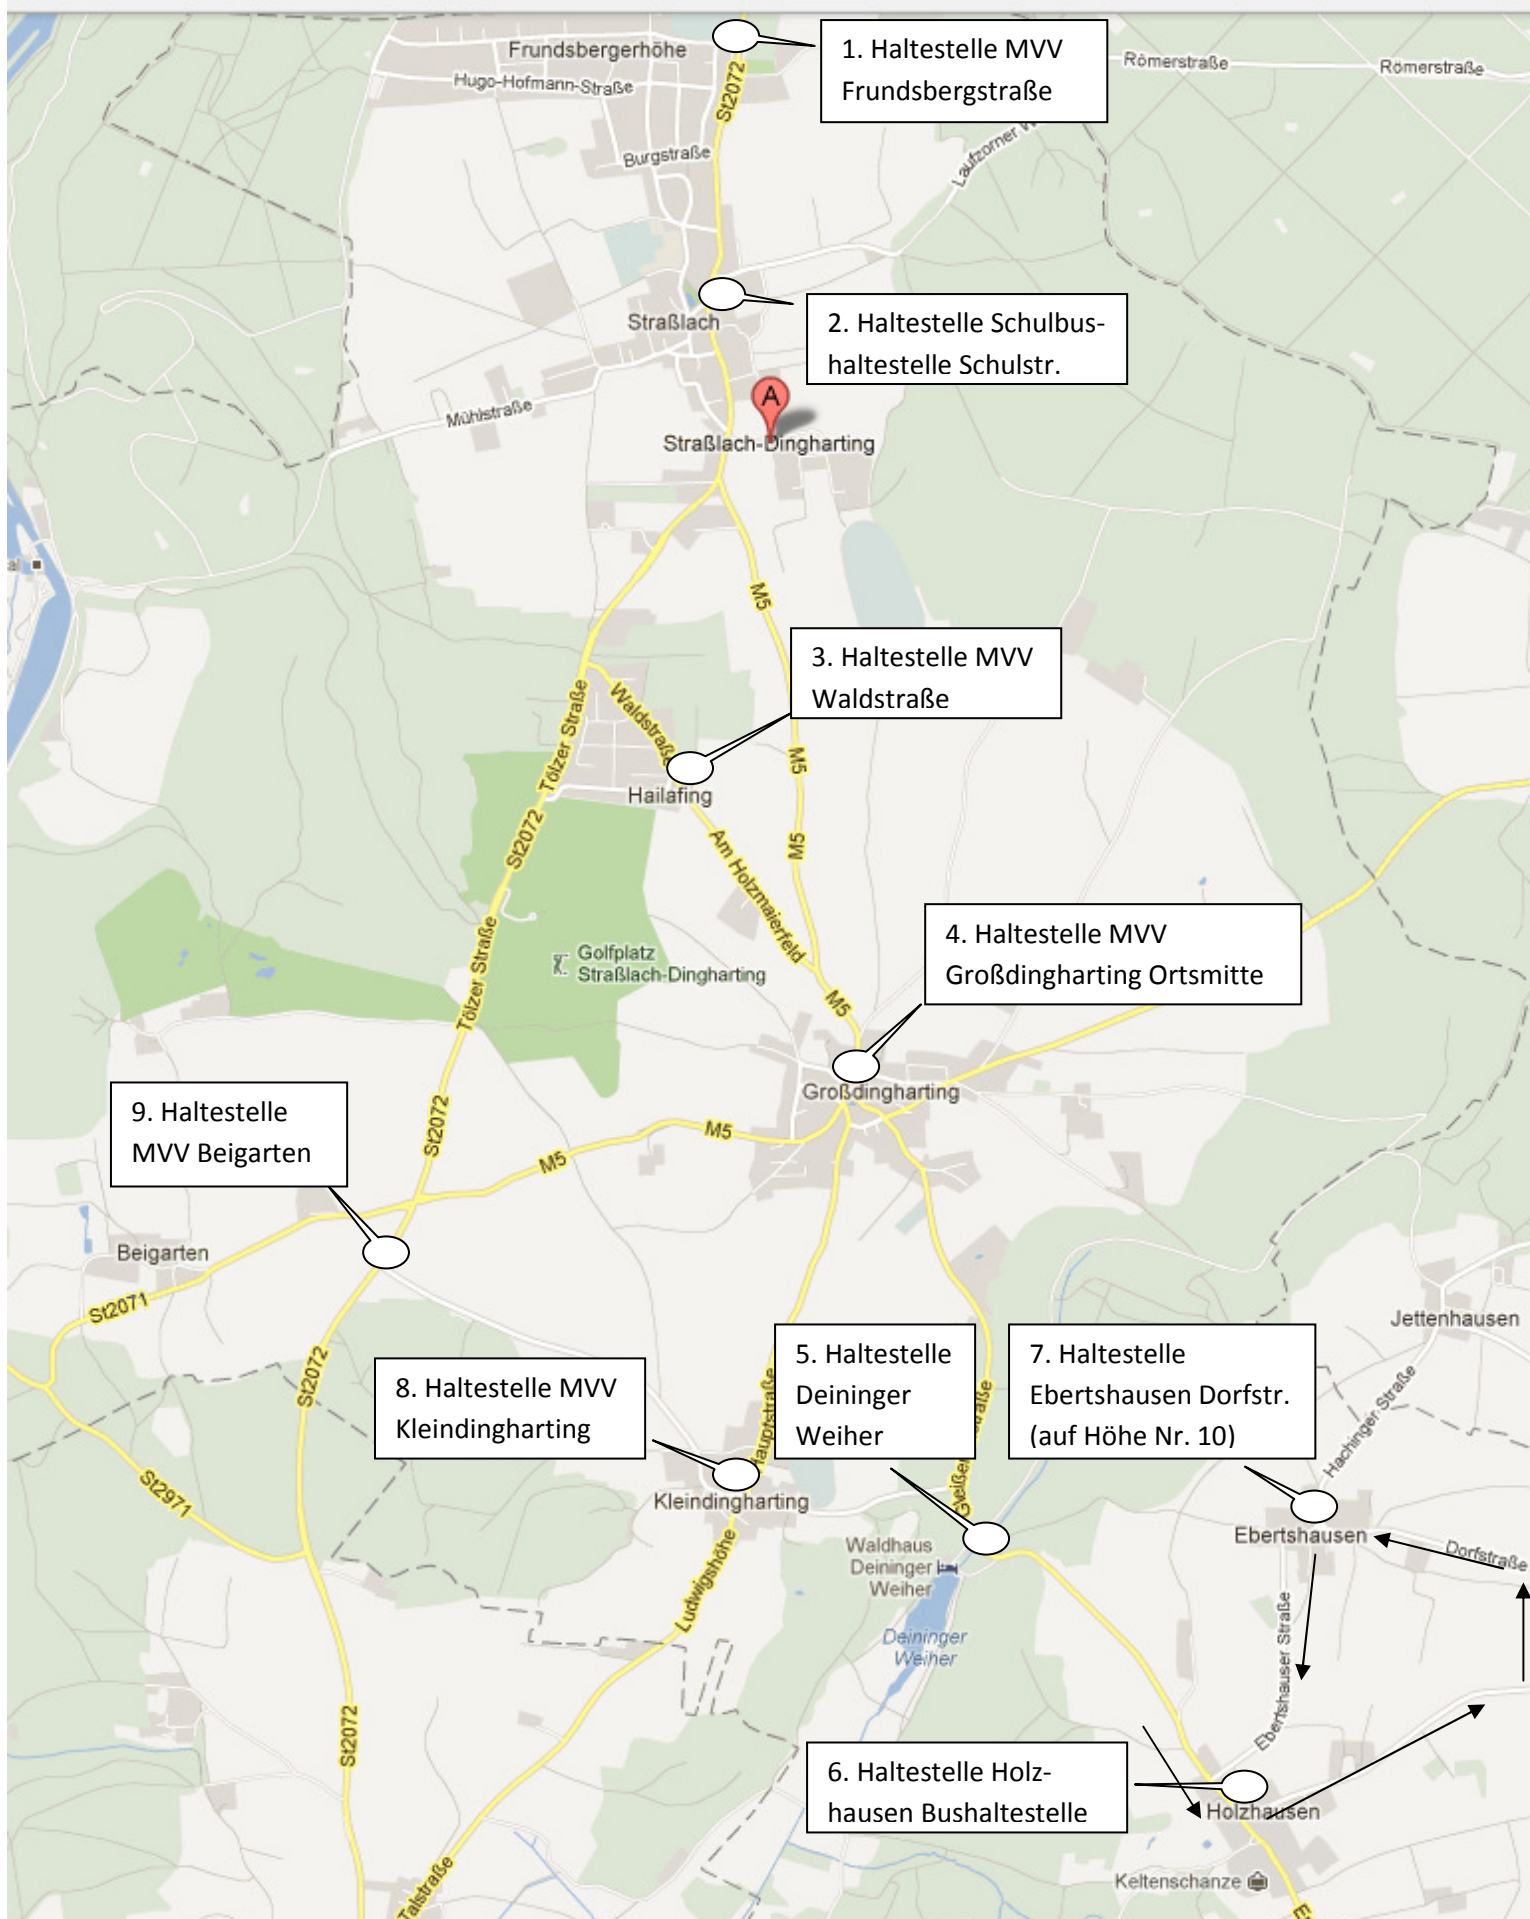 Frundsbergerhöhe
1. Haltestelle MVV
Frundsbergstraße
Römerstraße
Römerstraße
Hugo-Hofmann-Straße
St2072
Burgstraße
Laufzorner
2. Haltestelle Schulbus-
haltestelle Schulstr.
Straßlach
A
Mühlstraße
Straßlach-Dingharting
M5
3. Haltestelle MVV
Waldstraße
Waldstraße
Tölzer Straße
M5
Hailafing
St2072
M5
Am Holzmaierfeld
4. Haltestelle MVV
Großdingharting Ortsmitte
Golfplatz
Straßlach-Dingharting
Tölzer Straße
M5
Großdingharting
9. Haltestelle
MVV Beigarten
St2072
M5
M5
Beigarten
St2071
Jettenhausen
5. Haltestelle
Deininger
Weiher
7. Haltestelle
Ebertshausen Dorfstr.
(auf Höhe Nr. 10)
8. Haltestelle MVV
Kleindingharting
St2072
Hauptstraße
Hachinger Straße
St2971
Kleindingharting
Waldhaus
Deininger
Weiher
Ebertshausen
Dorfstraße
Ludwigshöhe
Deininger
Weiher
Ebertshauser Straße
St2072
6. Haltestelle Holz-
hausen Bushaltestelle
Holzhausen
Keltenschanze
Talstraße